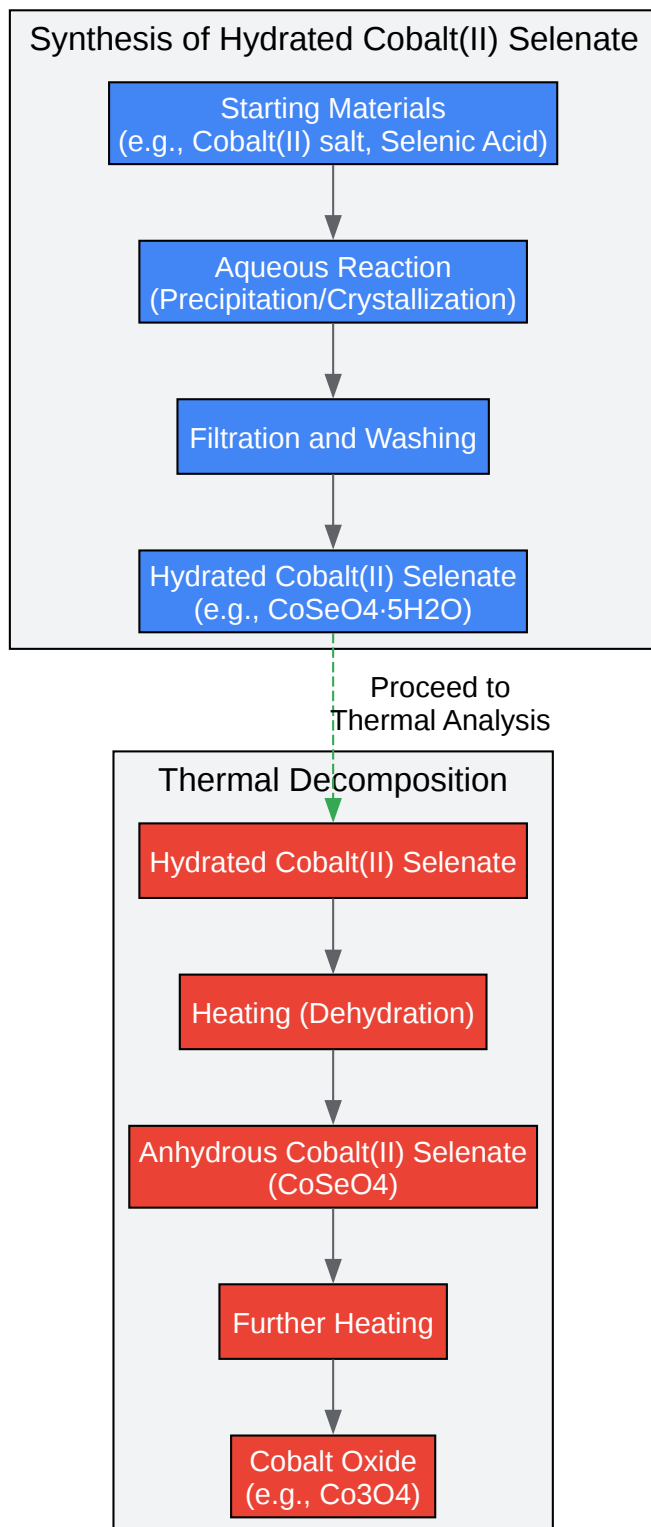 Synthesis of Hydrated Cobalt(II) Selenate
Starting Materials
(e.g., Cobalt(II) salt, Selenic Acid)
Aqueous Reaction
(Precipitation/Crystallization)
Filtration and Washing
Hydrated Cobalt(II) Selenate
(e.g., CoSeO4·5H2O)
Proceed to
Thermal Analysis
Thermal Decomposition
Hydrated Cobalt(II) Selenate
Heating (Dehydration)
Anhydrous Cobalt(II) Selenate
(CoSeO4)
Further Heating
Cobalt Oxide
(e.g., Co3O4)